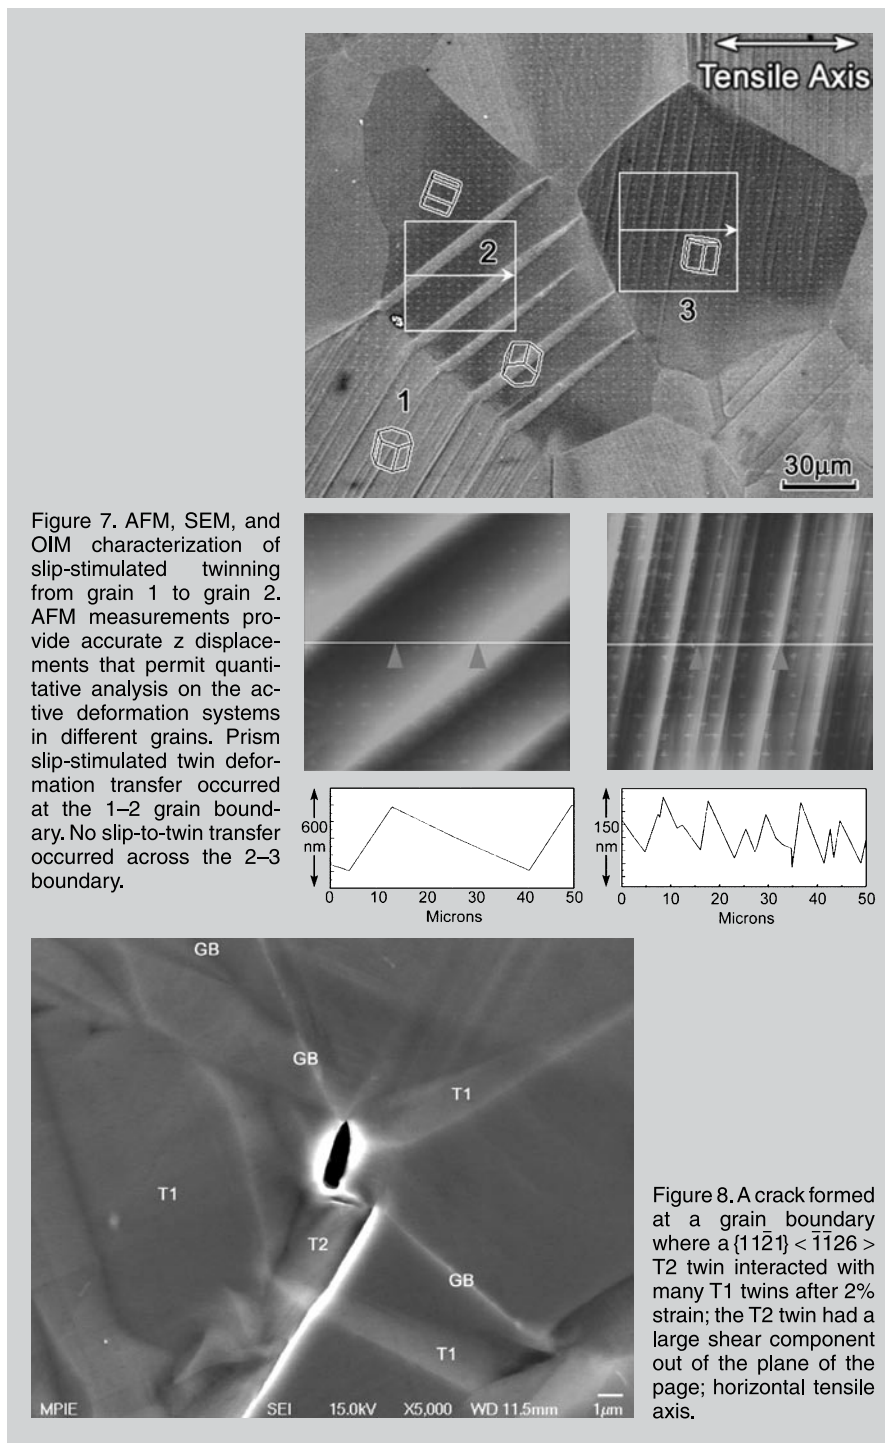 Tensile Axis
2
3
1
30µm
Figure 7. AFM, SEM, and
OIM characterization of
slip-stimulated twinning
from grain 1 to grain 2.
AFM measurements pro-
vide accurate z displace-
ments that permit quanti-
tative analysis on the ac-
tive deformation systems
in different grains. Prism
slip-stimulated twin defor-
mation transfer occurred
at the 1–2 grain bound-
ary. No slip-to-twin transfer
occurred across the 2–3
boundary.
600
nm
0 10 20 30 40 50
Microns
150
nm
0 10 20 30 40 50
Microns
GB
GB
T1
T1
T2
GB
T1
MPIE SEI 15.0kV X5,000 WD 11.5mm 1µm
Figure 8. A crack formed
at a grain boundary
where a {112̄1} < 1̄1̄26 >
T2 twin interacted with
many T1 twins after 2%
strain; the T2 twin had a
large shear component
out of the plane of the
page; horizontal tensile
axis.